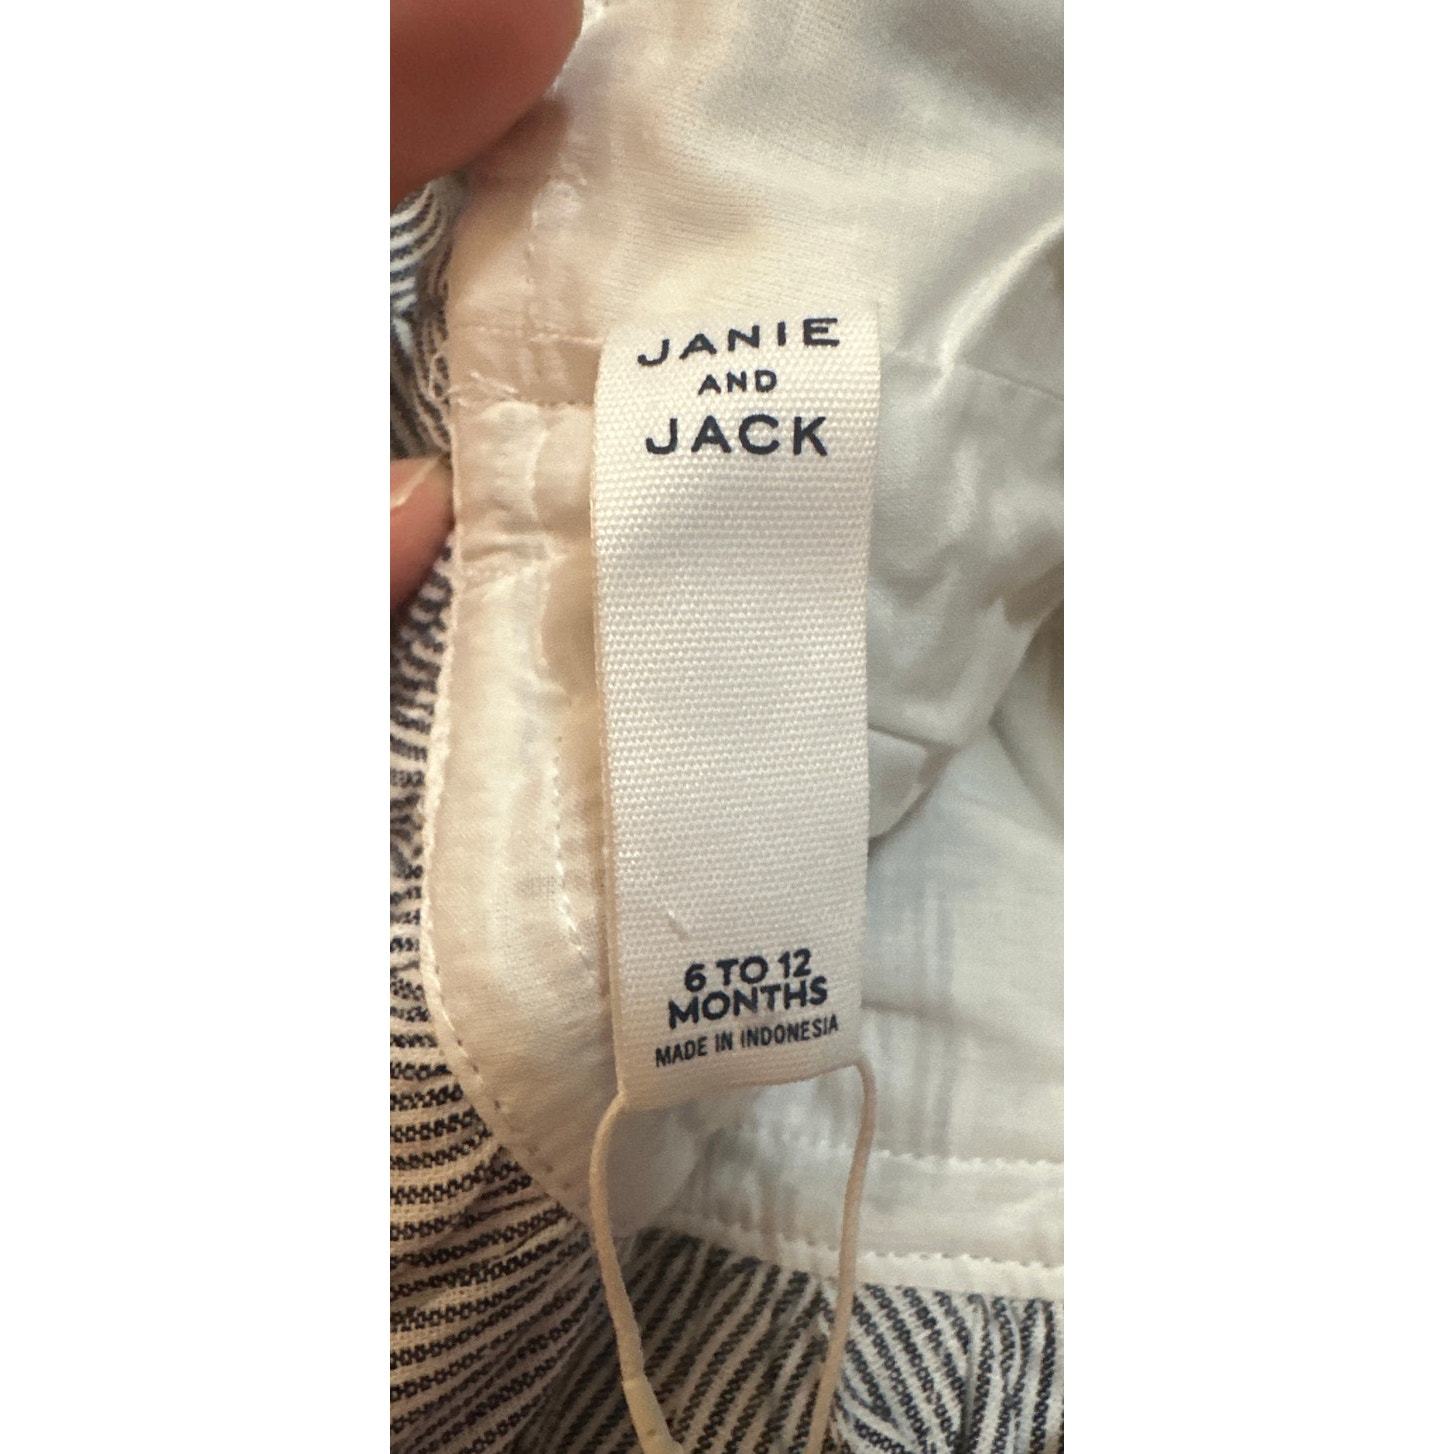 JANIE
AND
JACK
6 TO 12
MONTHS
MADE IN INDONESIA